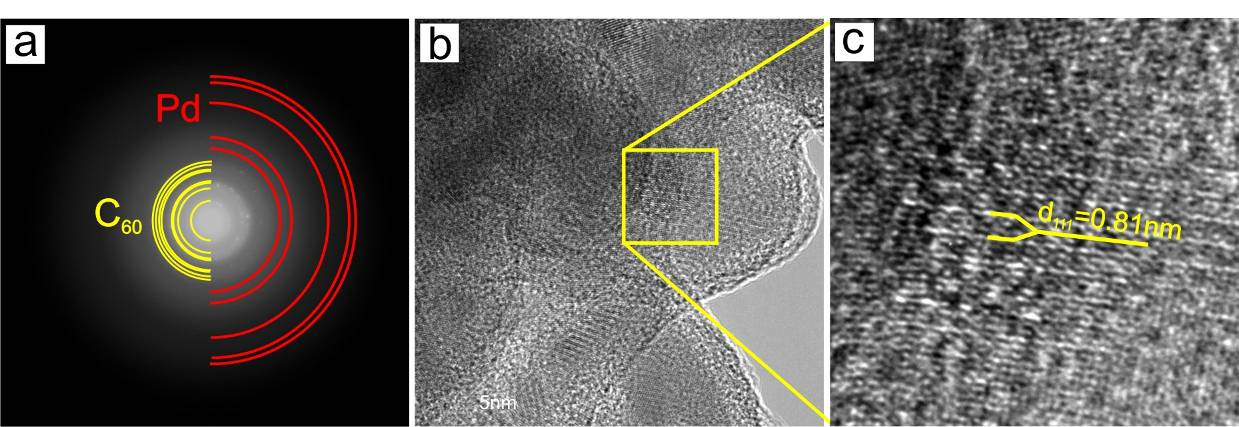 a
Pd
C₆₀
b
5nm
c
d₁₁₁=0.81nm